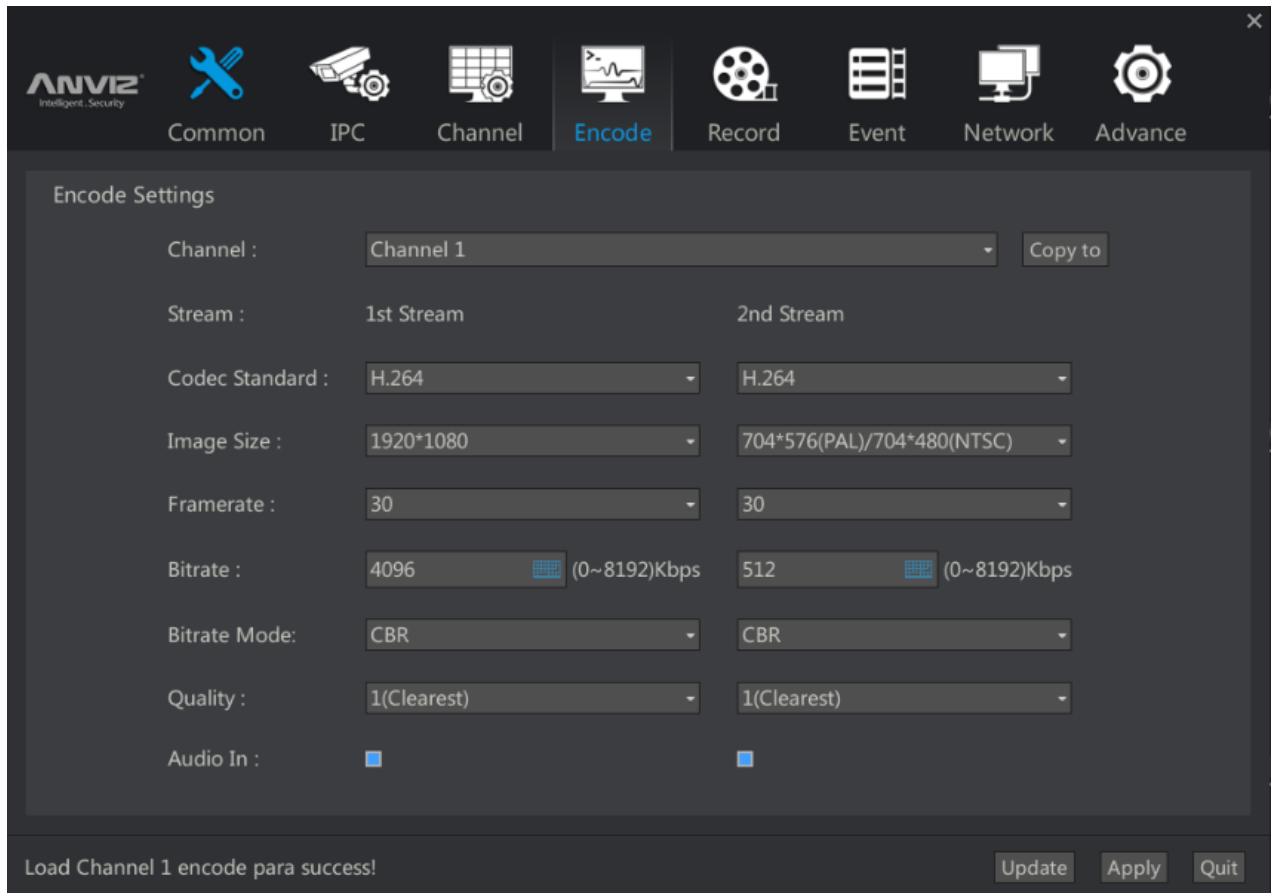 ANVIZ
Intelligent.Security
Common IPC Channel Encode Record Event Network Advance
Encode Settings
Channel : Channel 1 Copy to
Stream : 1st Stream 2nd Stream
Codec Standard : H.264 H.264
Image Size : 1920*1080 704*576(PAL)/704*480(NTSC)
Framerate : 30 30
Bitrate : 4096 (0~8192)Kbps 512 (0~8192)Kbps
Bitrate Mode: CBR CBR
Quality : 1(Clearest) 1(Clearest)
Audio In :
Load Channel 1 encode para success! Update Apply Quit